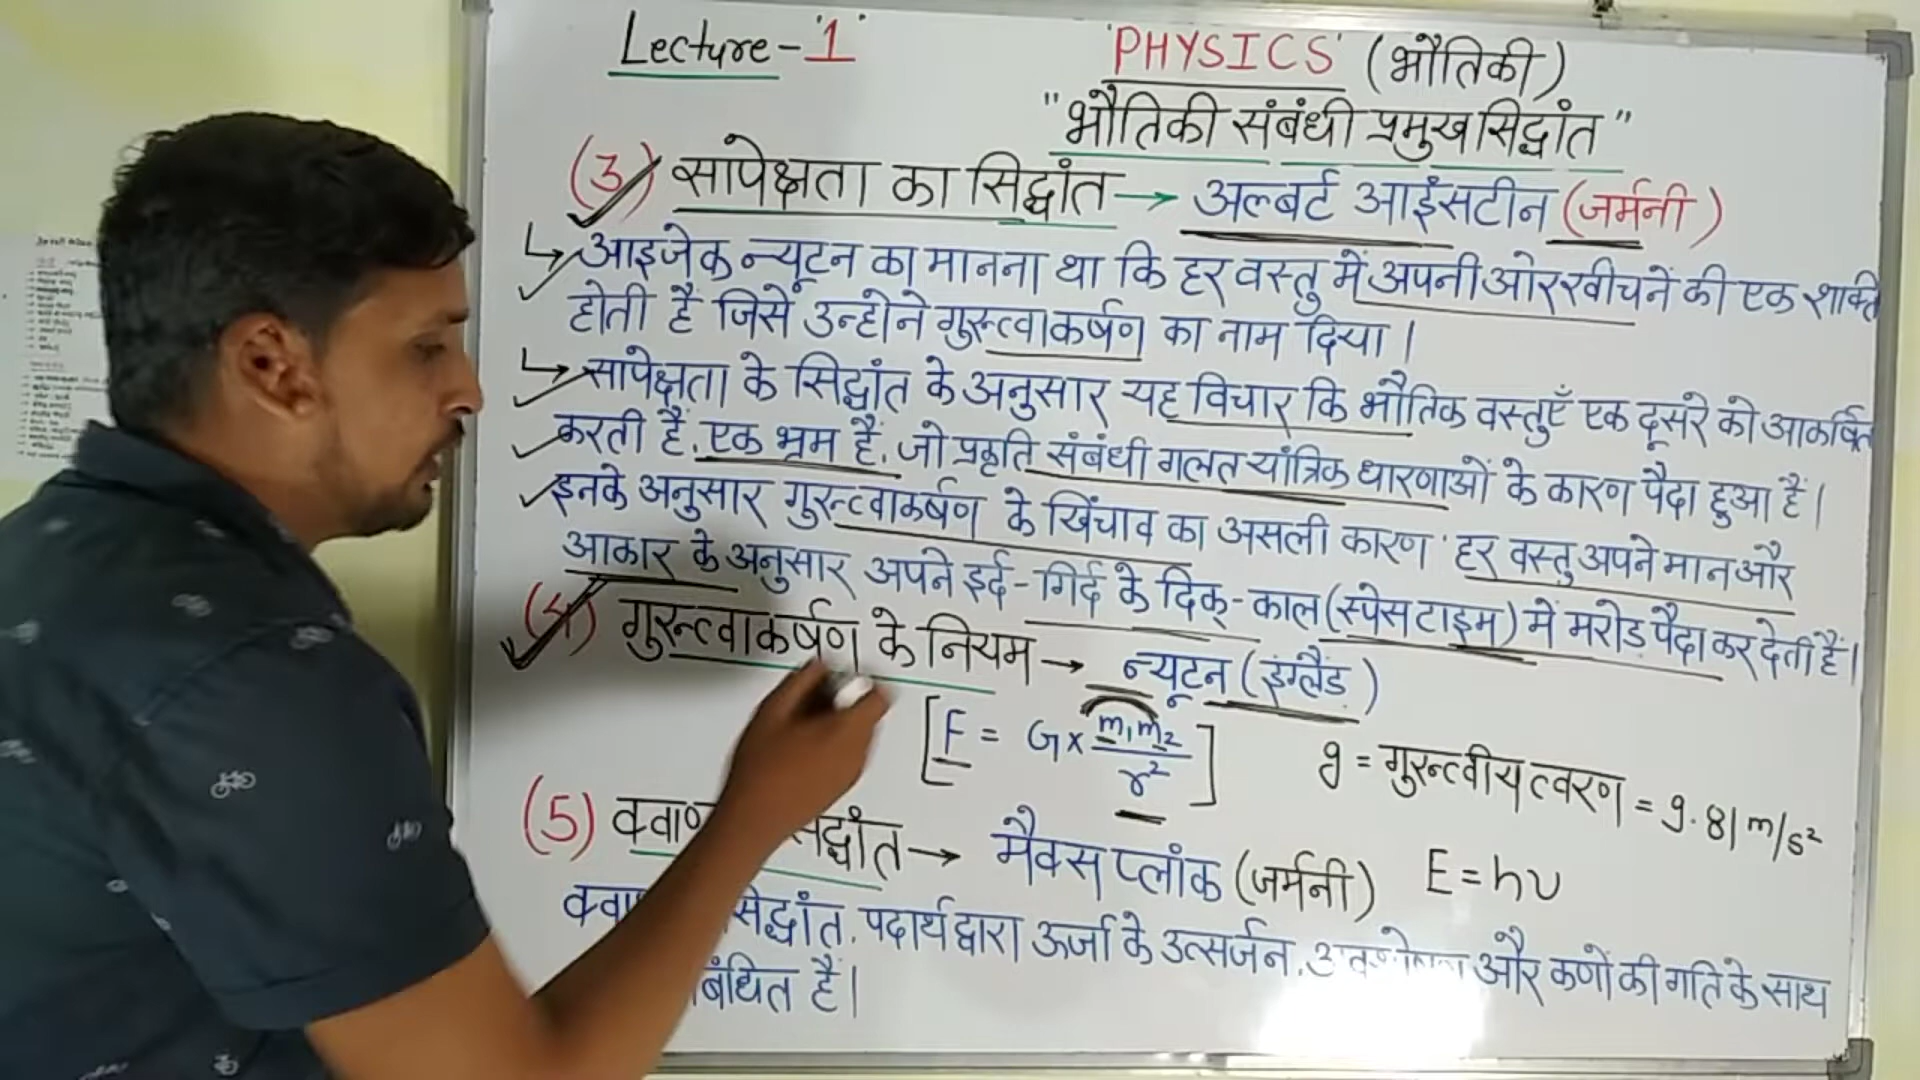 Lecture-'1'
'PHYSICS' (भौतिकी)
"भौतिकी संबंधी प्रमुख सिद्धांत"
(3) सापेक्षता का सिद्धांत → अल्बर्ट आइंसटीन (जर्मनी)
↳ आइजेक न्यूटन का मानना था कि हर वस्तु में अपनी ओर खींचने की एक शक्ति
होती है जिसे उन्होने गुरूत्वाकर्षण का नाम दिया।
↳ सापेक्षता के सिद्धांत के अनुसार यह विचार कि भौतिक वस्तुएँ एक दूसरे को आकर्षित
करती हैं, एक भ्रम है, जो प्रकृति संबंधी गलत यांत्रिक धारणाओं के कारण पैदा हुआ है।
इनके अनुसार गुरूत्वाकर्षण के खिंचाव का असली कारण 'हर वस्तु अपने मान और
आकार के अनुसार अपने इर्द-गिर्द के दिक्-काल (स्पेस टाइम) में मरोड़ पैदा कर देती है।
(4) गुरूत्वाकर्षण के नियम → न्यूटन (इंग्लैंड)
[F = G x m₁m₂/r²] g = गुरूत्वीय त्वरण = 9.81 m/s²
(5) सिद्धांत → मैक्स प्लांक (जर्मनी) E = hν
सिद्धांत, पदार्थ द्वारा ऊर्जा के उत्सर्जन, और कणों की गति के साथ
है।